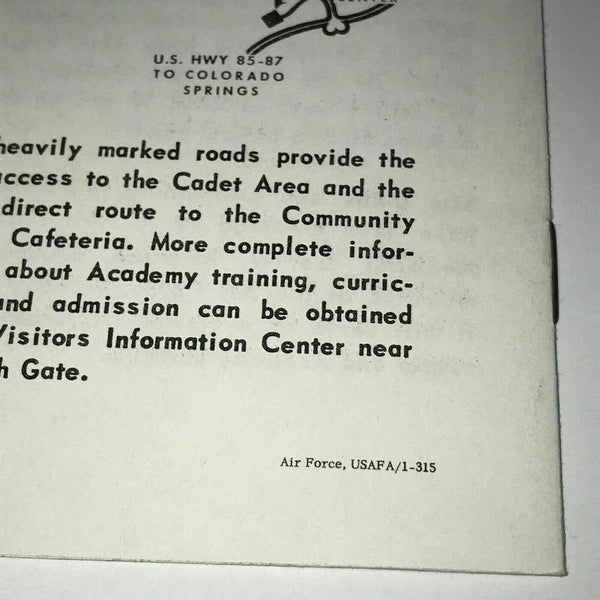 U.S. HWY 85-87
TO COLORADO
SPRINGS
heavily marked roads provide the
access to the Cadet Area and the
direct route to the Community
Cafeteria. More complete infor-
about Academy training, curric-
and admission can be obtained
Visitors Information Center near
h Gate.
Air Force, USAFA/1-315